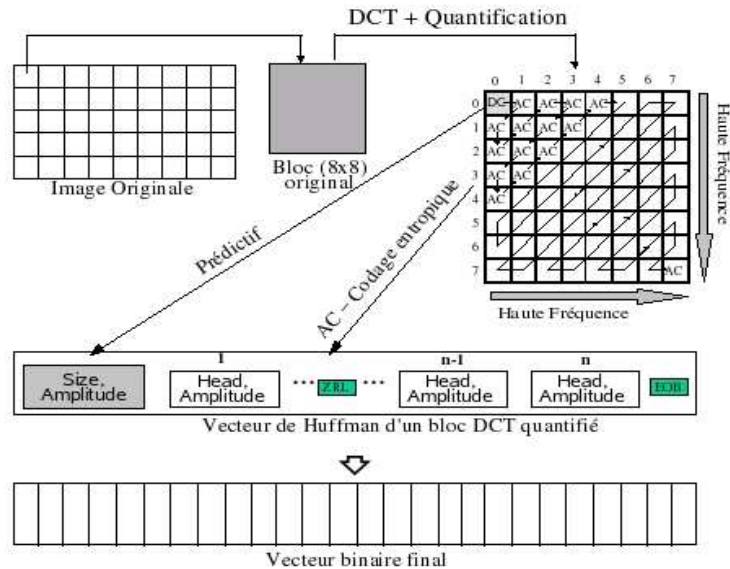 DCT + Quantification
0 1 2 3 4 5 6 7
0 DC AC AC AC AC
1 AC AC AC AC
2 AC AC AC
3 AC AC
4 AC
5
6
7 AC
Haute Fréquence
Haute Fréquence
Image Originale
Bloc (8x8)
original
Prédictif
AC – Codage entropique
1 n-1 n
Size,
Amplitude
Head,
Amplitude
... ZRL ...
Head,
Amplitude
Head,
Amplitude
EOB
Vecteur de Huffman d'un bloc DCT quantifié
Vecteur binaire final